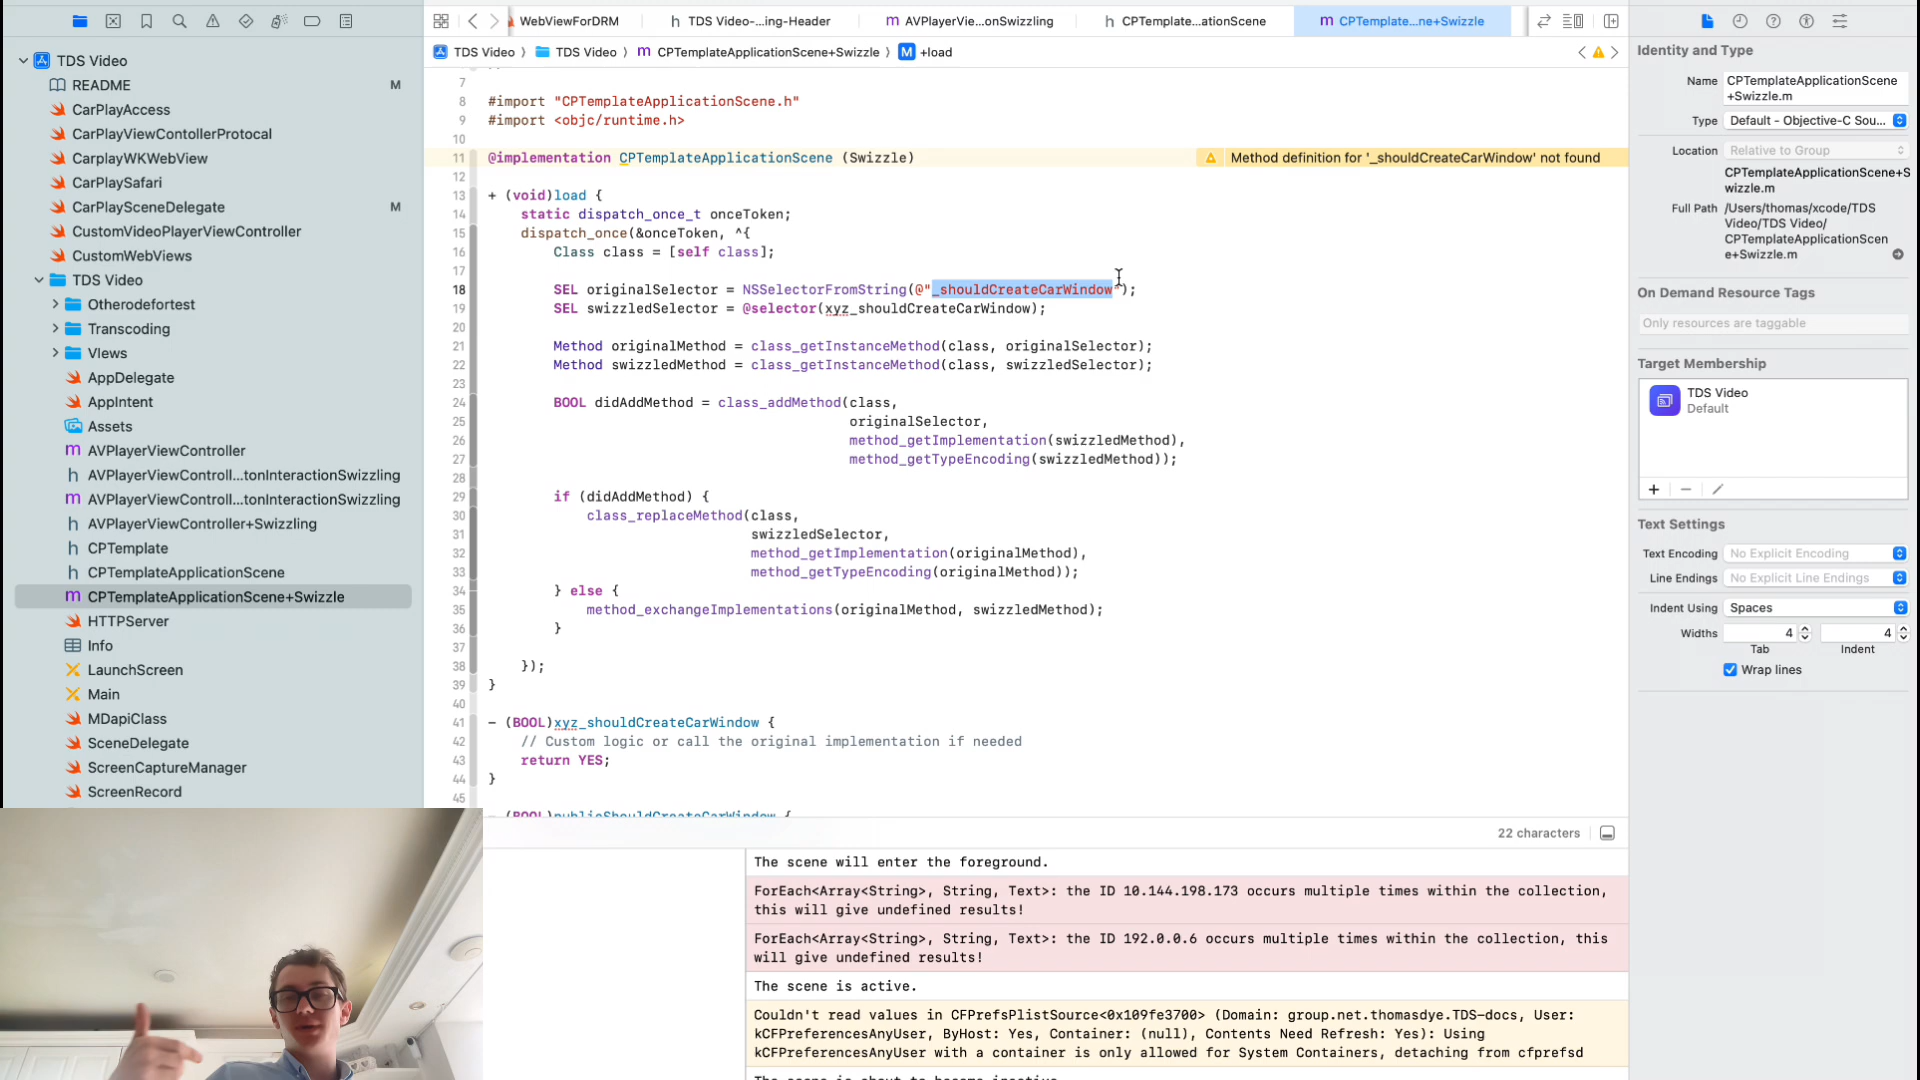 WebViewForDRM
h TDS Video-...ing-Header
m AVPlayerVie...onSwizzling
h CPTemplate...ationScene
m CPTemplate...ne+Swizzle
TDS Video
README M
CarPlayAccess
CarPlayViewContollerProtocal
CarplayWKWebView
CarPlaySafari
CarPlaySceneDelegate M
CustomVideoPlayerViewController
CustomWebViews
TDS Video
Otherodefortest
Transcoding
VIews
AppDelegate
AppIntent
Assets
m AVPlayerViewController
h AVPlayerViewControll...tonInteractionSwizzling
m AVPlayerViewControll...tonInteractionSwizzling
h AVPlayerViewController+Swizzling
h CPTemplate
h CPTemplateApplicationScene
m CPTemplateApplicationScene+Swizzle
HTTPServer
Info
LaunchScreen
Main
MDapiClass
SceneDelegate
ScreenCaptureManager
ScreenRecord
TDS Video 〉 TDS Video 〉 m CPTemplateApplicationScene+Swizzle 〉 M +load
7
8 #import "CPTemplateApplicationScene.h"
9 #import <objc/runtime.h>
10
11 @implementation CPTemplateApplicationScene (Swizzle) Method definition for '_shouldCreateCarWindow' not found
12
13 + (void)load {
14 static dispatch_once_t onceToken;
15 dispatch_once(&onceToken, ^{
16 Class class = [self class];
17
18 SEL originalSelector = NSSelectorFromString(@"_shouldCreateCarWindow");
19 SEL swizzledSelector = @selector(xyz_shouldCreateCarWindow);
20
21 Method originalMethod = class_getInstanceMethod(class, originalSelector);
22 Method swizzledMethod = class_getInstanceMethod(class, swizzledSelector);
23
24 BOOL didAddMethod = class_addMethod(class,
25 originalSelector,
26 method_getImplementation(swizzledMethod),
27 method_getTypeEncoding(swizzledMethod));
28
29 if (didAddMethod) {
30 class_replaceMethod(class,
31 swizzledSelector,
32 method_getImplementation(originalMethod),
33 method_getTypeEncoding(originalMethod));
34 } else {
35 method_exchangeImplementations(originalMethod, swizzledMethod);
36 }
37
38 });
39 }
40
41 - (BOOL)xyz_shouldCreateCarWindow {
42 // Custom logic or call the original implementation if needed
43 return YES;
44 }
45
- (BOOL)publicShouldCreateCarWindow {
22 characters
The scene will enter the foreground.
ForEach<Array<String>, String, Text>: the ID 10.144.198.173 occurs multiple times within the collection,
this will give undefined results!
ForEach<Array<String>, String, Text>: the ID 192.0.0.6 occurs multiple times within the collection, this
will give undefined results!
The scene is active.
Couldn't read values in CFPrefsPlistSource<0x109fe3700> (Domain: group.net.thomasdye.TDS-docs, User:
kCFPreferencesAnyUser, ByHost: Yes, Container: (null), Contents Need Refresh: Yes): Using
kCFPreferencesAnyUser with a container is only allowed for System Containers, detaching from cfprefsd
The scene is about to become inactive.
Identity and Type
Name CPTemplateApplicationScene
+Swizzle.m
Type Default - Objective-C Sou...
Location Relative to Group
CPTemplateApplicationScene+S
wizzle.m
Full Path /Users/thomas/xcode/TDS
Video/TDS Video/
CPTemplateApplicationScen
e+Swizzle.m
On Demand Resource Tags
Only resources are taggable
Target Membership
TDS Video
Default
Text Settings
Text Encoding No Explicit Encoding
Line Endings No Explicit Line Endings
Indent Using Spaces
Widths 4 4
Tab Indent
Wrap lines